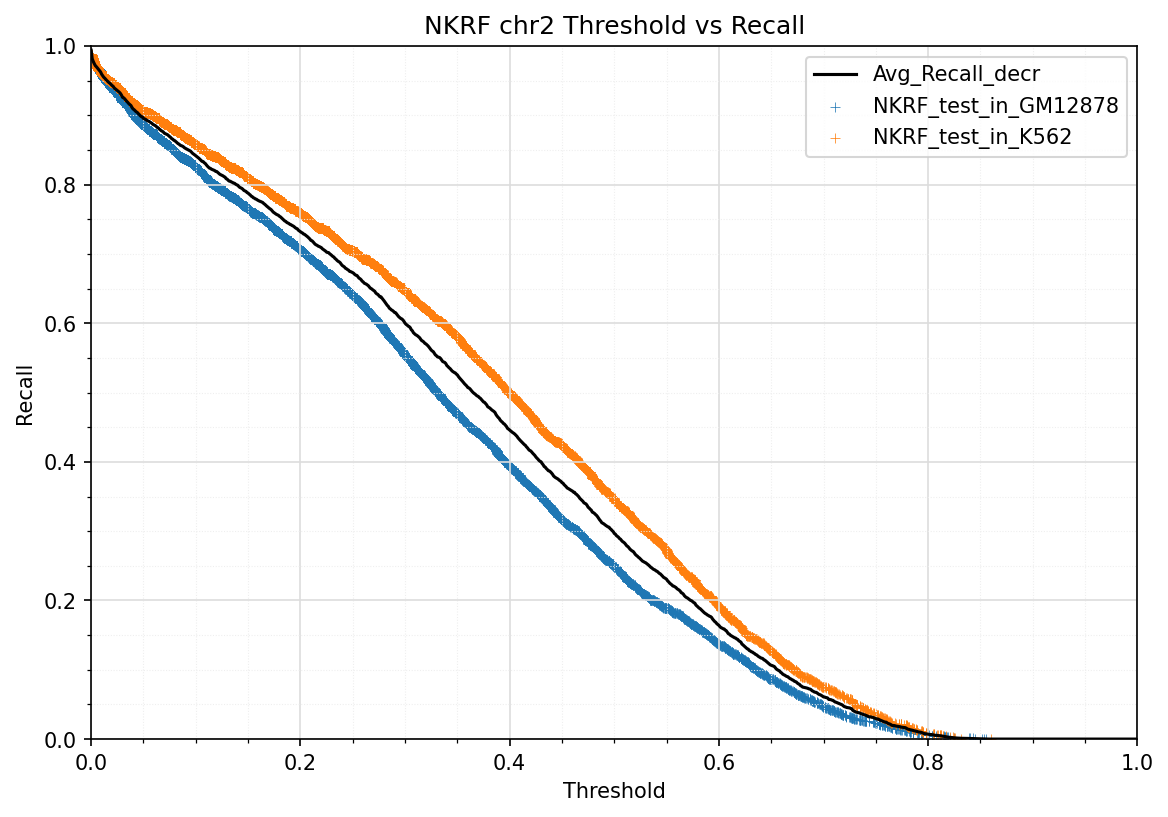 NKRF chr2 Threshold vs Recall
Avg_Recall_decr
NKRF_test_in_GM12878
NKRF_test_in_K562
1.0
0.8
0.6
0.4
0.2
0.0
Recall
0.0 0.2 0.4 0.6 0.8 1.0
Threshold